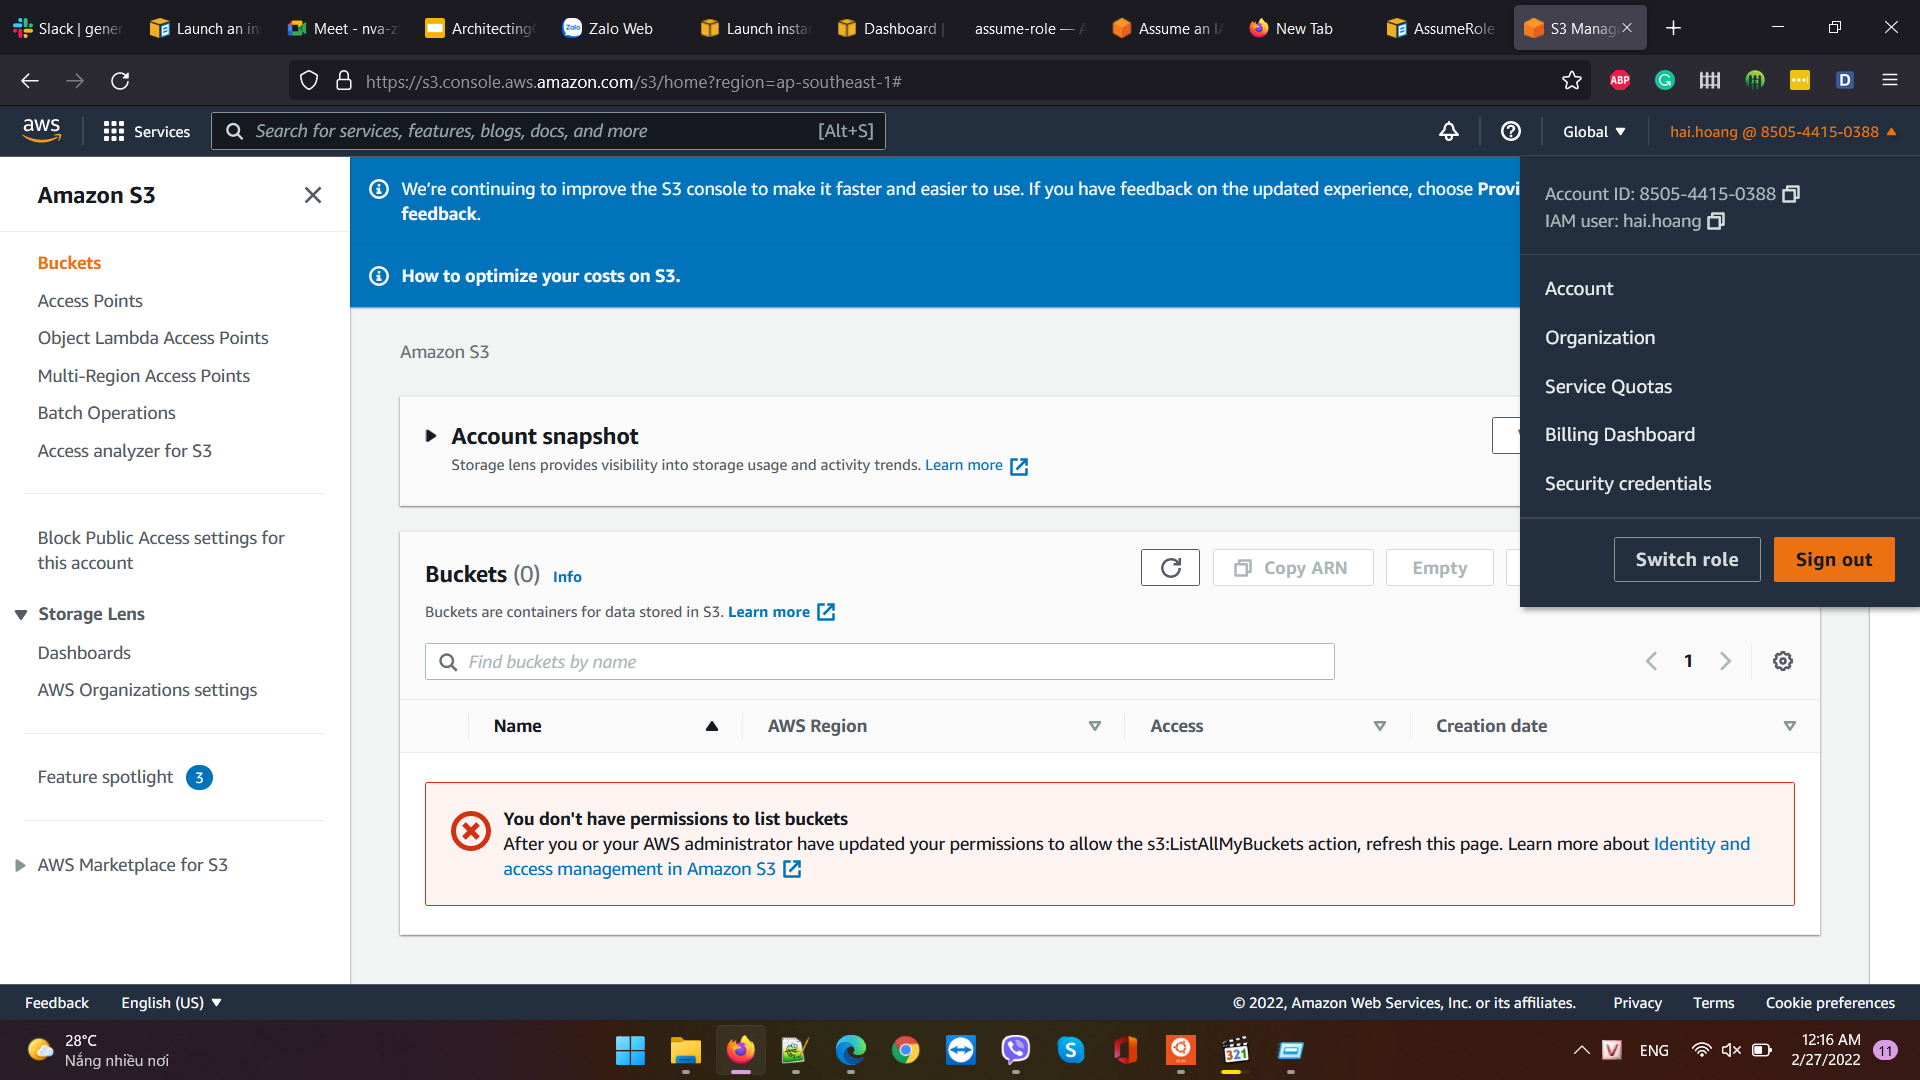 Slack | gener
Launch an in
Meet - nva-z
Architecting
Zalo Web
Launch insta
Dashboard |
assume-role — A
Assume an IA
New Tab
AssumeRole
S3 Manag
https://s3.console.aws.amazon.com/s3/home?region=ap-southeast-1#
ABP
D
aws
Services
Search for services, features, blogs, docs, and more
[Alt+S]
Global
hai.hoang @ 8505-4415-0388
Amazon S3
Buckets
Access Points
Object Lambda Access Points
Multi-Region Access Points
Batch Operations
Access analyzer for S3
Block Public Access settings for
this account
Storage Lens
Dashboards
AWS Organizations settings
Feature spotlight 3
AWS Marketplace for S3
We're continuing to improve the S3 console to make it faster and easier to use. If you have feedback on the updated experience, choose Provi
feedback.
How to optimize your costs on S3.
Account ID: 8505-4415-0388
IAM user: hai.hoang
Account
Organization
Service Quotas
Billing Dashboard
Security credentials
Switch role
Sign out
Amazon S3
Account snapshot
Storage lens provides visibility into storage usage and activity trends. Learn more
Buckets (0) Info
Copy ARN
Empty
Buckets are containers for data stored in S3. Learn more
Find buckets by name
1
Name
AWS Region
Access
Creation date
You don't have permissions to list buckets
After you or your AWS administrator have updated your permissions to allow the s3:ListAllMyBuckets action, refresh this page. Learn more about Identity and
access management in Amazon S3
Feedback
English (US)
© 2022, Amazon Web Services, Inc. or its affiliates.
Privacy
Terms
Cookie preferences
28°C
Nắng nhiều nơi
321
V
ENG
12:16 AM
2/27/2022
11